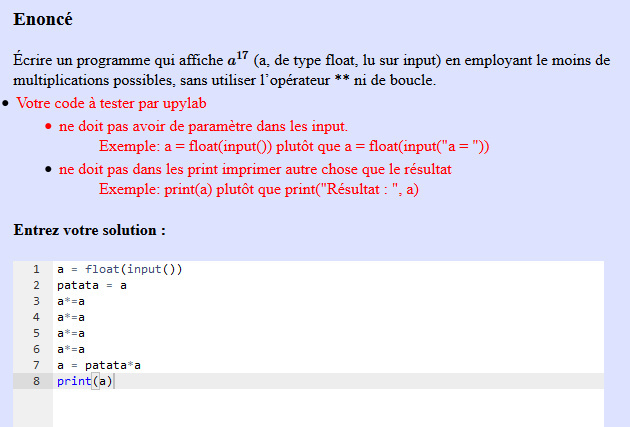 Enoncé
Écrire un programme qui affiche a¹⁷ (a, de type float, lu sur input) en employant le moins de
multiplications possibles, sans utiliser l'opérateur ** ni de boucle.
• Votre code à tester par upylab
• ne doit pas avoir de paramètre dans les input.
Exemple: a = float(input()) plutôt que a = float(input("a = "))
• ne doit pas dans les print imprimer autre chose que le résultat
Exemple: print(a) plutôt que print("Résultat : ", a)
Entrez votre solution :
1 a = float(input())
2 patata = a
3 a*=a
4 a*=a
5 a*=a
6 a*=a
7 a = patata*a
8 print(a)